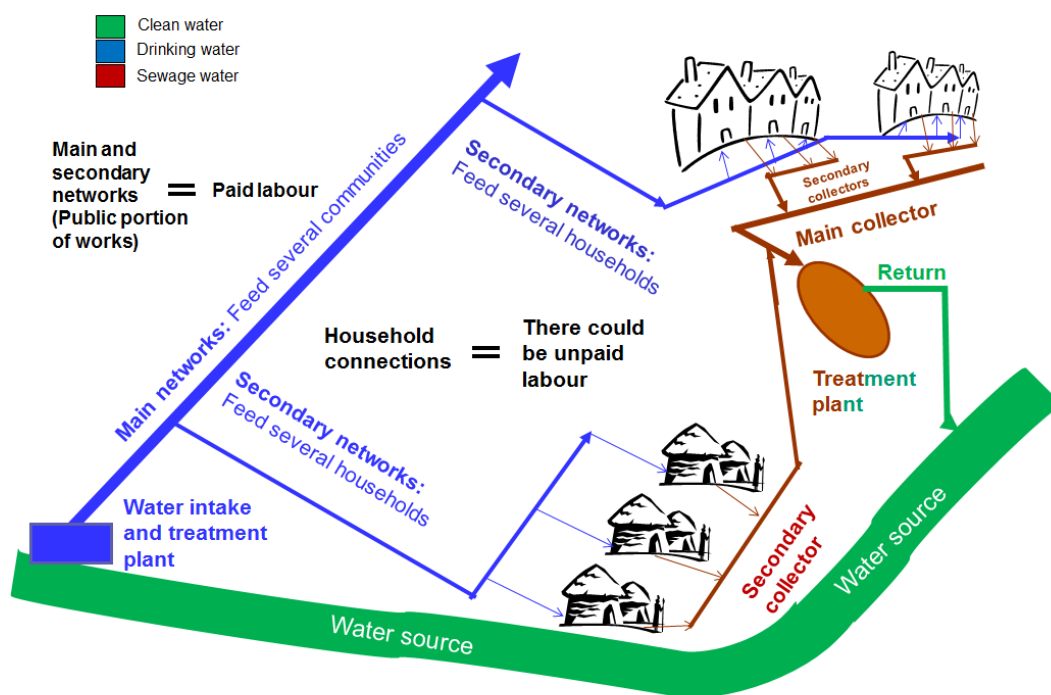 Clean water
Drinking water
Sewage water
Main and
secondary
networks
(Public portion
of works)
=
Paid labour
Main networks: Feed several communities
Secondary networks:
Feed several households
Secondary
collectors
Main collector
Return
Household
connections
=
There could
be unpaid
labour
Treatment
plant
Secondary networks:
Feed several households
Water intake
and treatment
plant
Secondary
collector
Water source
Water source